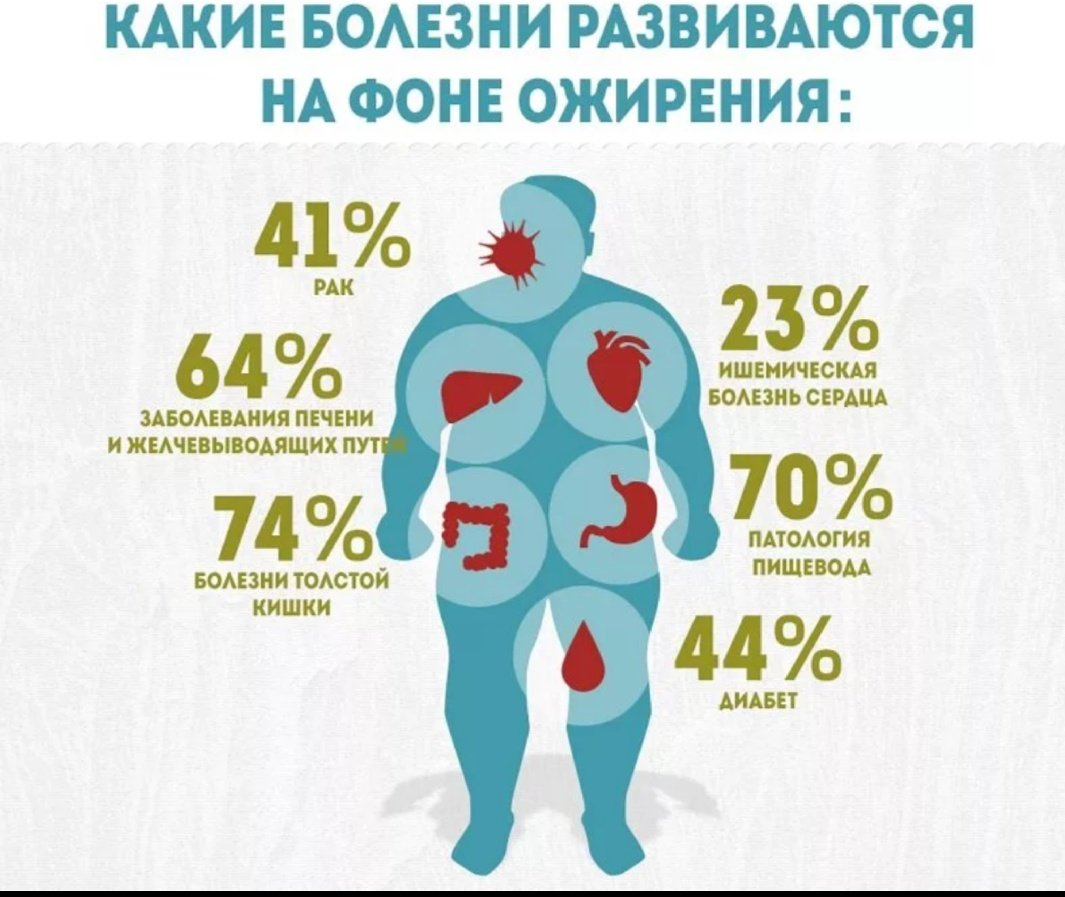 КАКИЕ БОЛЕЗНИ РАЗВИВАЮТСЯ
НА ФОНЕ ОЖИРЕНИЯ:
41%
РАК
64%
ЗАБОЛЕВАНИЯ ПЕЧЕНИ
И ЖЕЛЧЕВЫВОДЯЩИХ ПУТЕЙ
74%
БОЛЕЗНИ ТОЛСТОЙ
КИШКИ
23%
ИШЕМИЧЕСКАЯ
БОЛЕЗНЬ СЕРДЦА
70%
ПАТОЛОГИЯ
ПИЩЕВОДА
44%
ДИАБЕТ